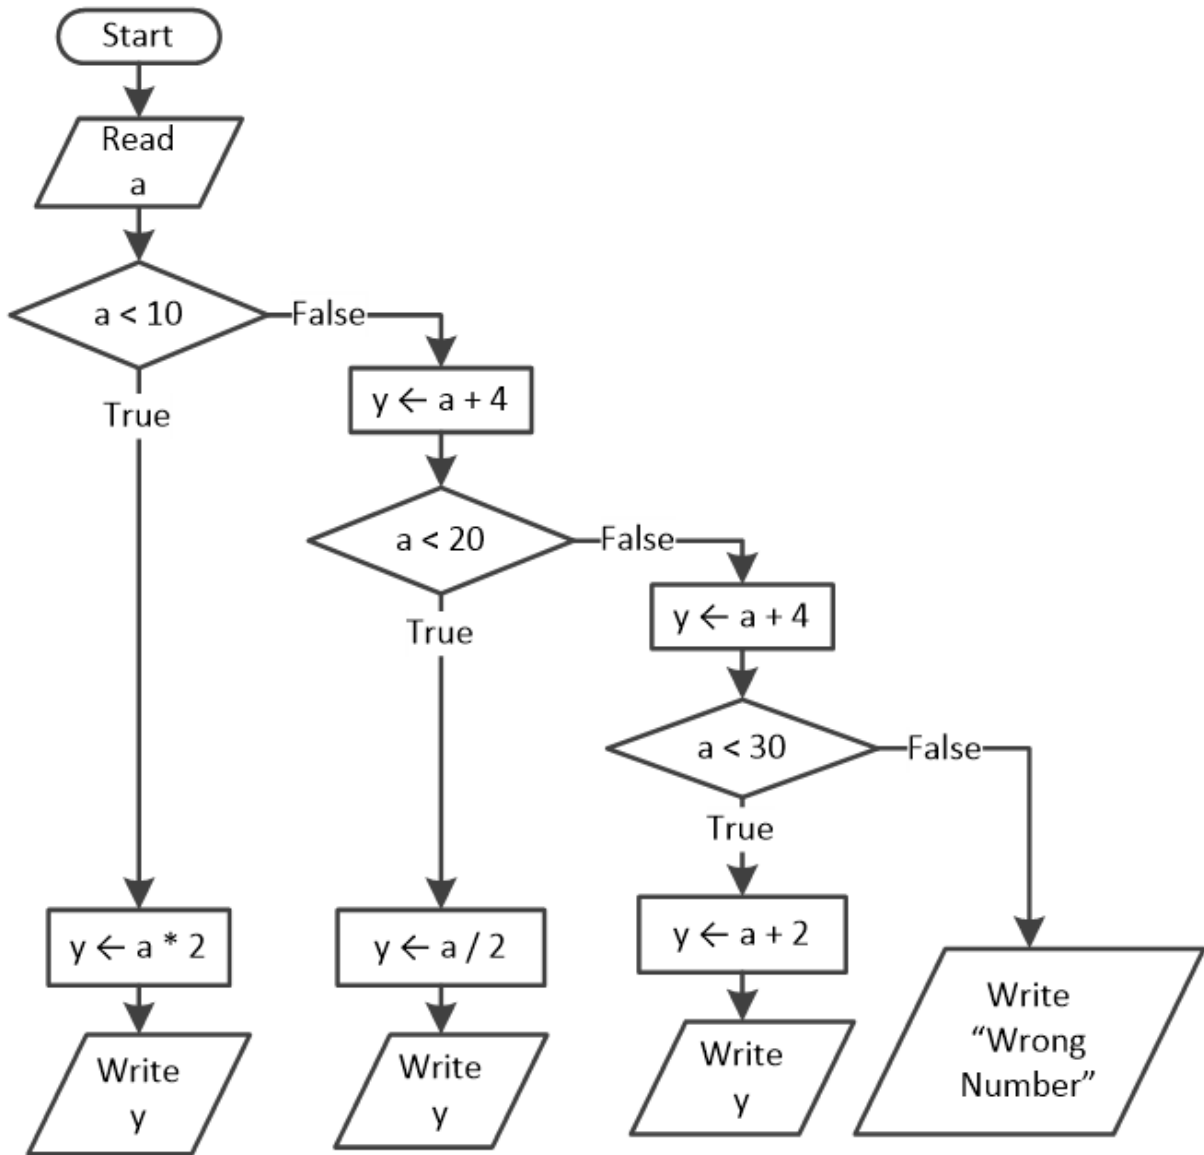 Start
Read
a
a < 10
False
True
y ← a + 4
a < 20
False
True
y ← a + 4
a < 30
False
True
y ← a * 2
y ← a / 2
y ← a + 2
Write
y
Write
y
Write
y
Write
“Wrong
Number”